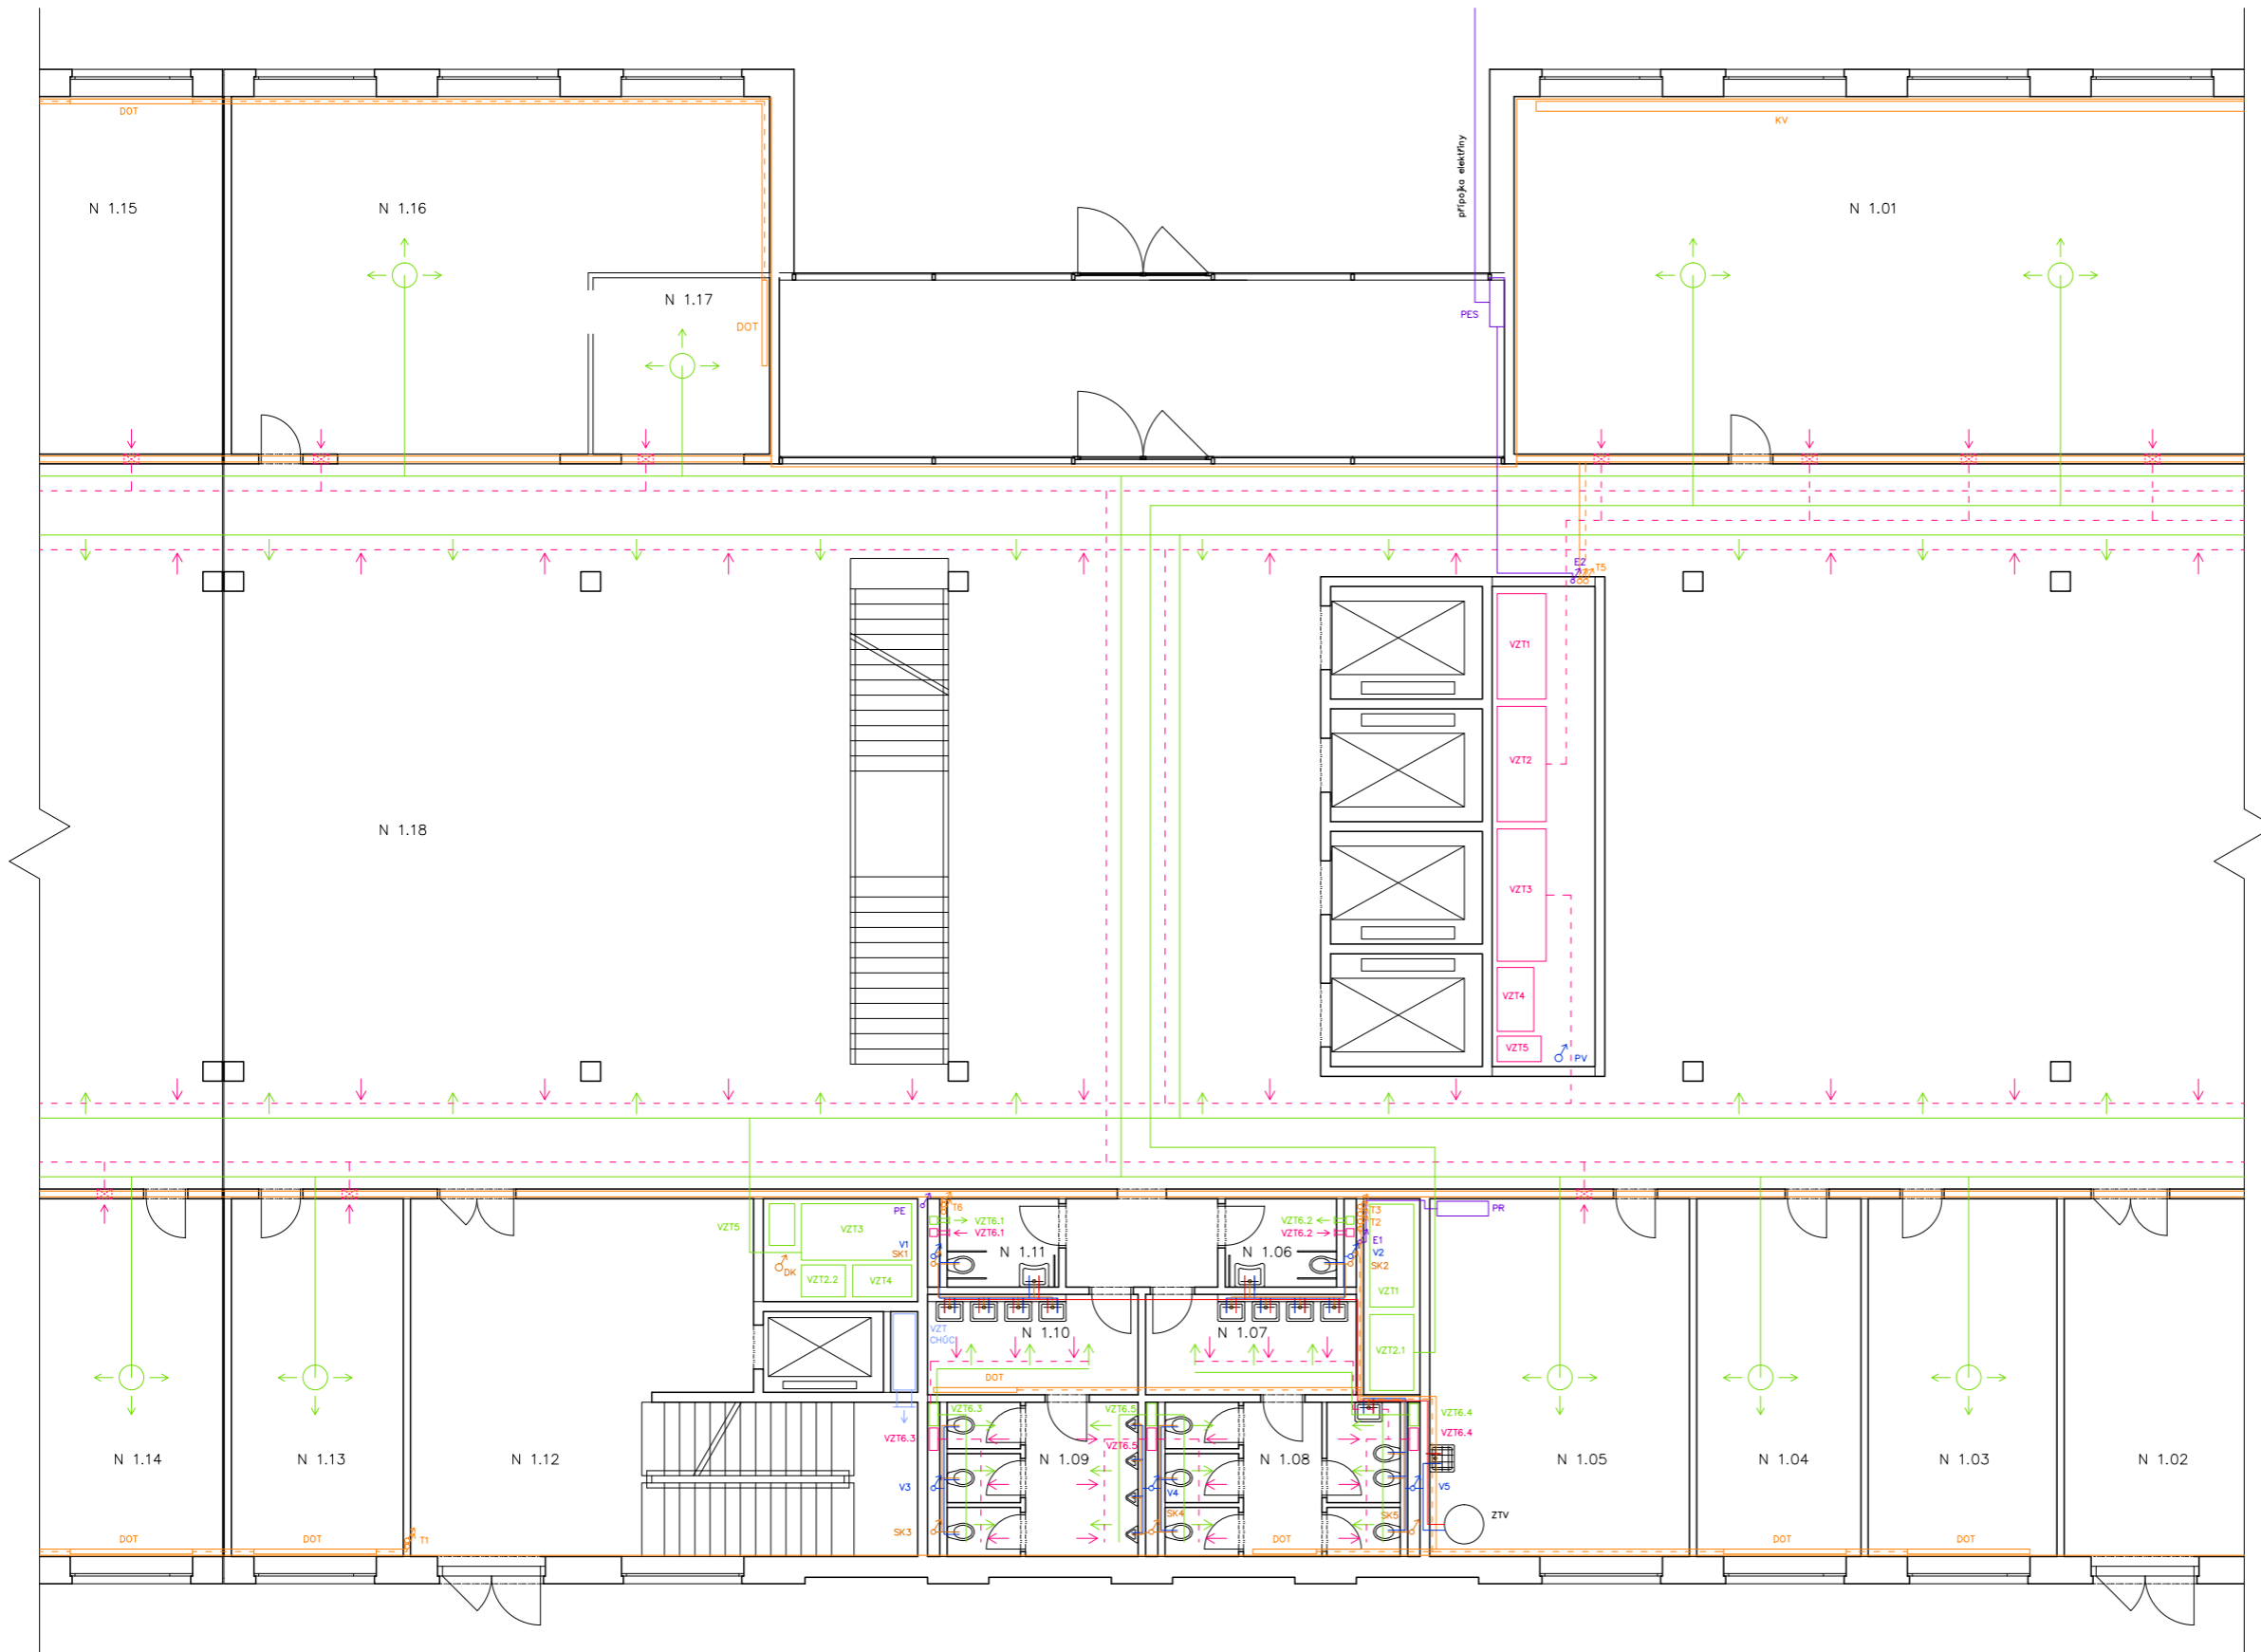 DOT
KV
přípojka elektřiny
N 1.15
N 1.16
N 1.01
N 1.17
PES
DOT
E2
T5
VZT1
VZT2
N 1.18
VZT3
VZT4
VZT5
PV
PE
T6
VZT5
VZT3
VZT6.1
VZT6.1
VZT6.2
VZT6.2
T3
T2
PR
E1
V1
SK1
N 1.11
N 1.06
V2
SK2
DK
VZT2.2
VZT4
VZT1
VZT
CHÚC
N 1.10
N 1.07
VZT2.1
DOT
VZT6.3
VZT6.5
VZT6.4
VZT6.3
VZT6.5
VZT6.4
N 1.14
N 1.13
N 1.12
N 1.09
N 1.08
N 1.05
N 1.04
N 1.03
N 1.02
V3
V4
V5
SK3
SK4
SK5
ZTV
DOT
DOT
T1
DOT
DOT
DOT